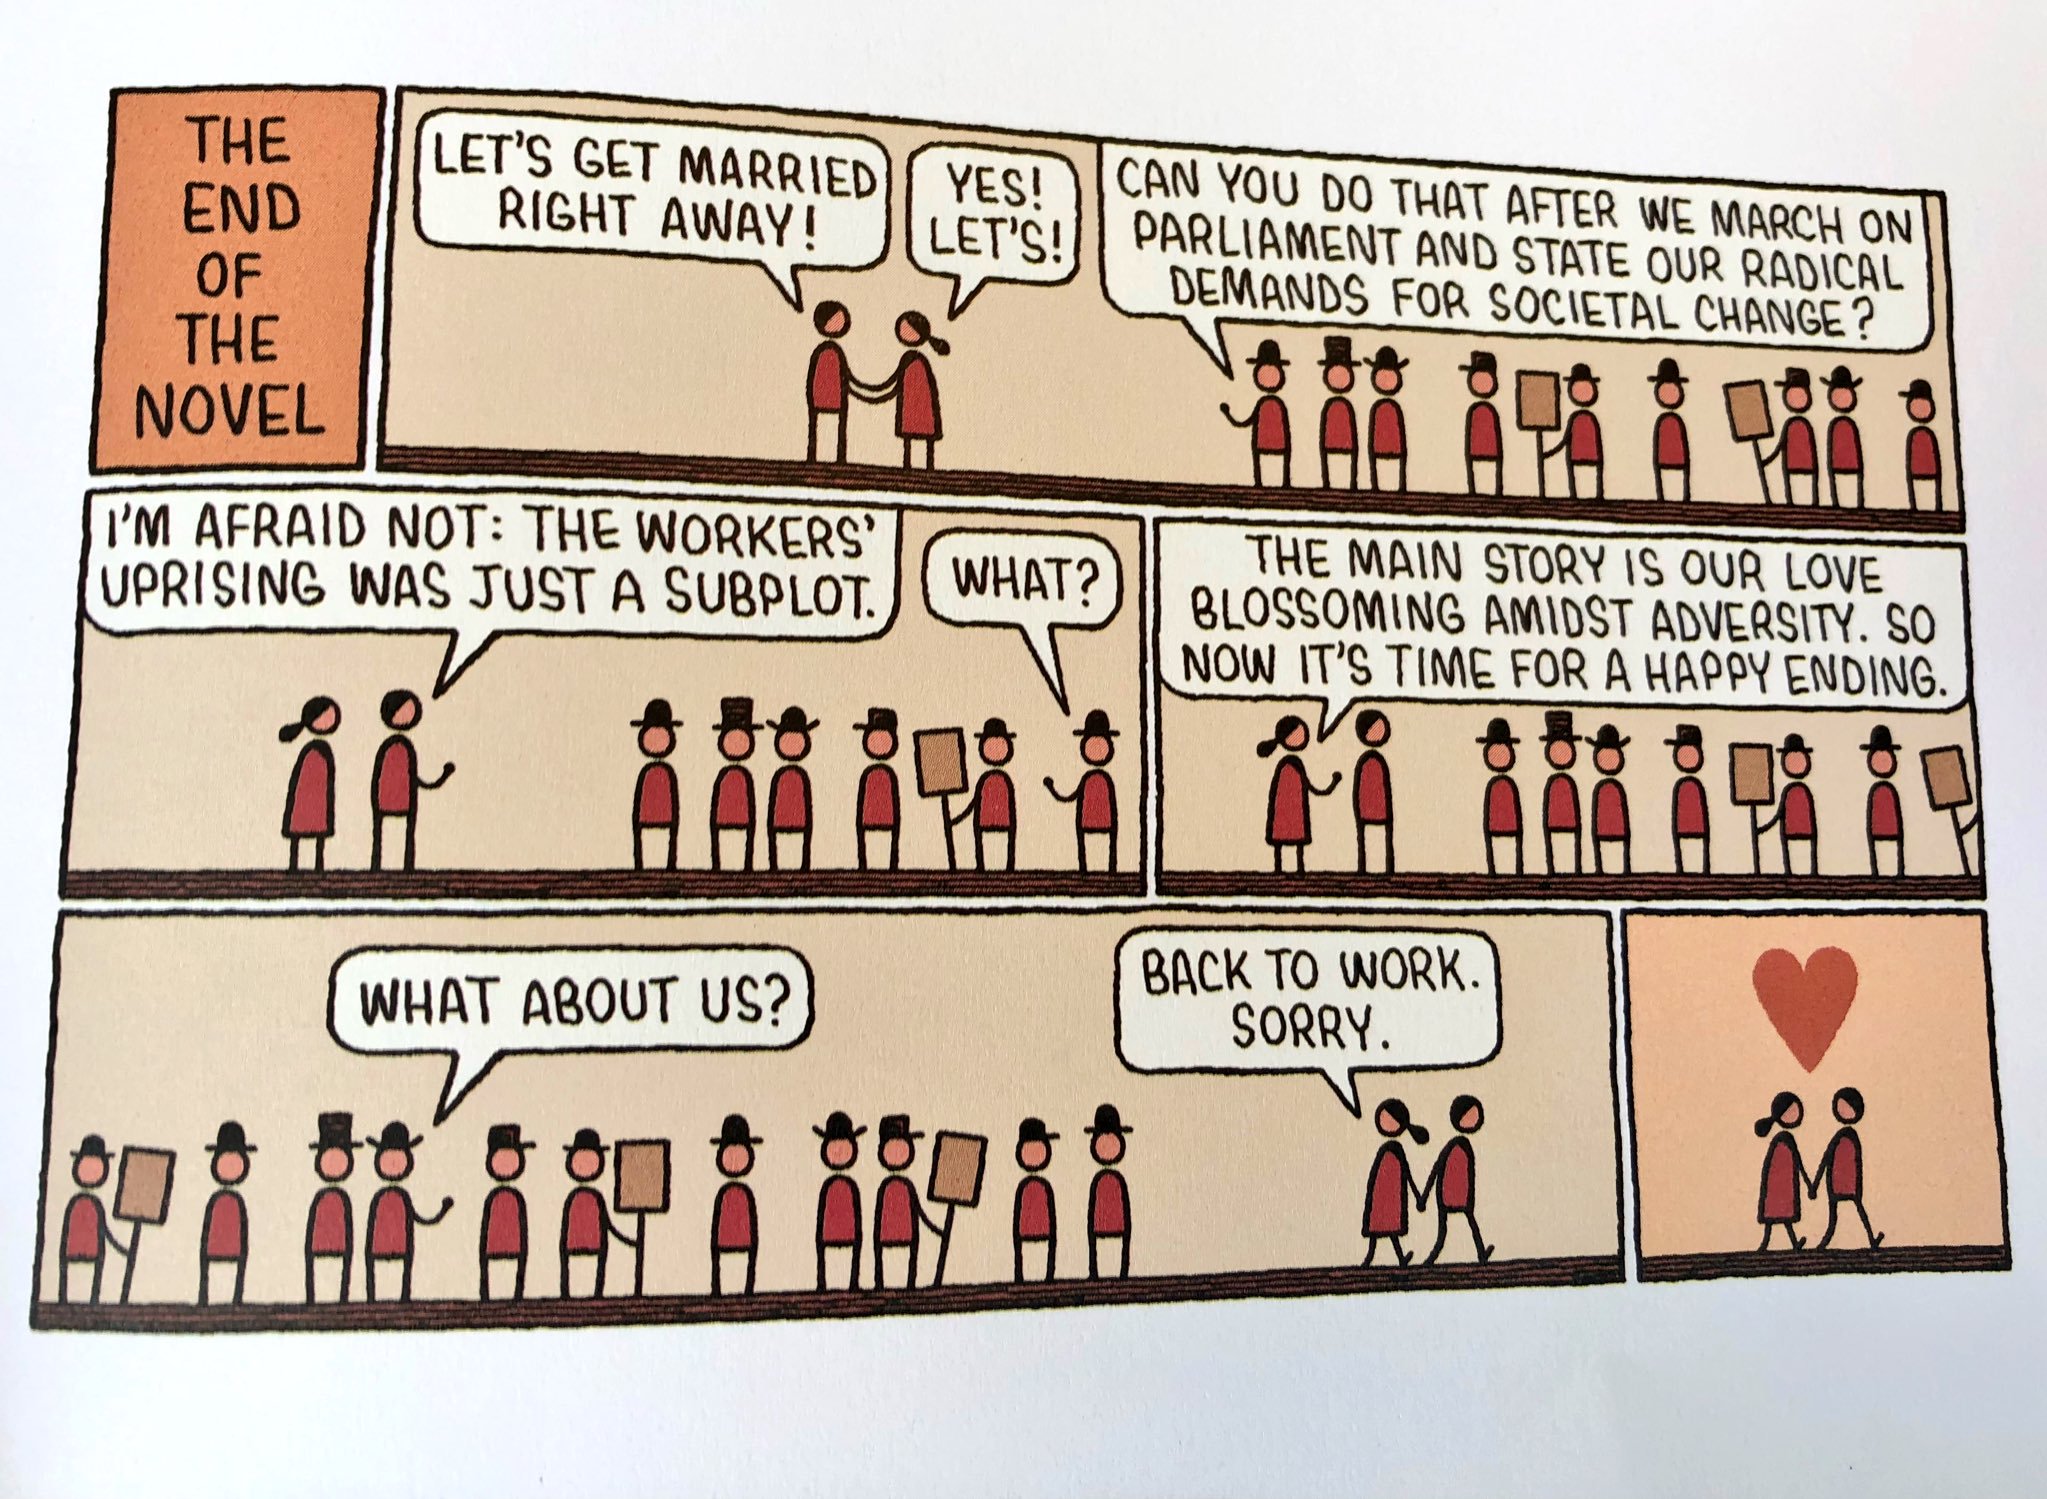 THE
END
OF
THE
NOVEL
LET'S GET MARRIED
RIGHT AWAY!
YES!
LET'S!
CAN YOU DO THAT AFTER WE MARCH ON
PARLIAMENT AND STATE OUR RADICAL
DEMANDS FOR SOCIETAL CHANGE?
I'M AFRAID NOT: THE WORKERS'
UPRISING WAS JUST A SUBPLOT.
WHAT?
THE MAIN STORY IS OUR LOVE
BLOSSOMING AMIDST ADVERSITY. SO
NOW IT'S TIME FOR A HAPPY ENDING.
WHAT ABOUT US?
BACK TO WORK.
SORRY.